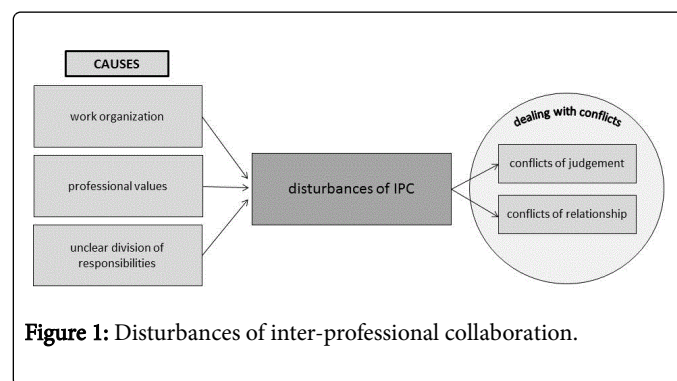 CAUSES
work organization
professional values
unclear division of
responsibilities
disturbances of IPC
dealing with conflicts
conflicts of judgement
conflicts of relationship
Figure 1: Disturbances of inter-professional collaboration.